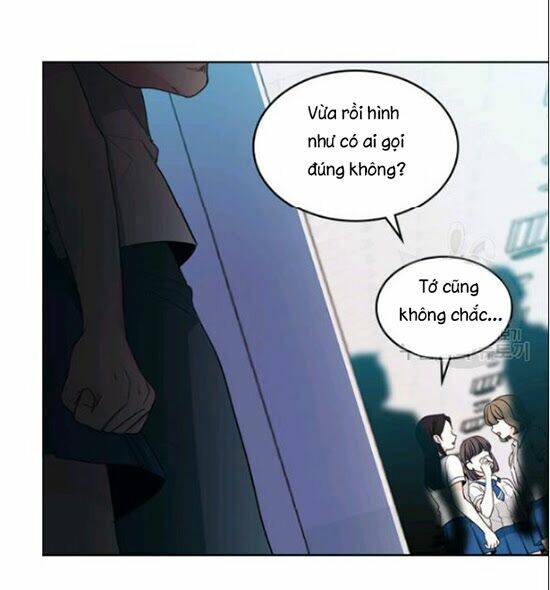 Vừa rồi hình
như có ai gọi
đúng không?
Tớ cũng
không chắc...